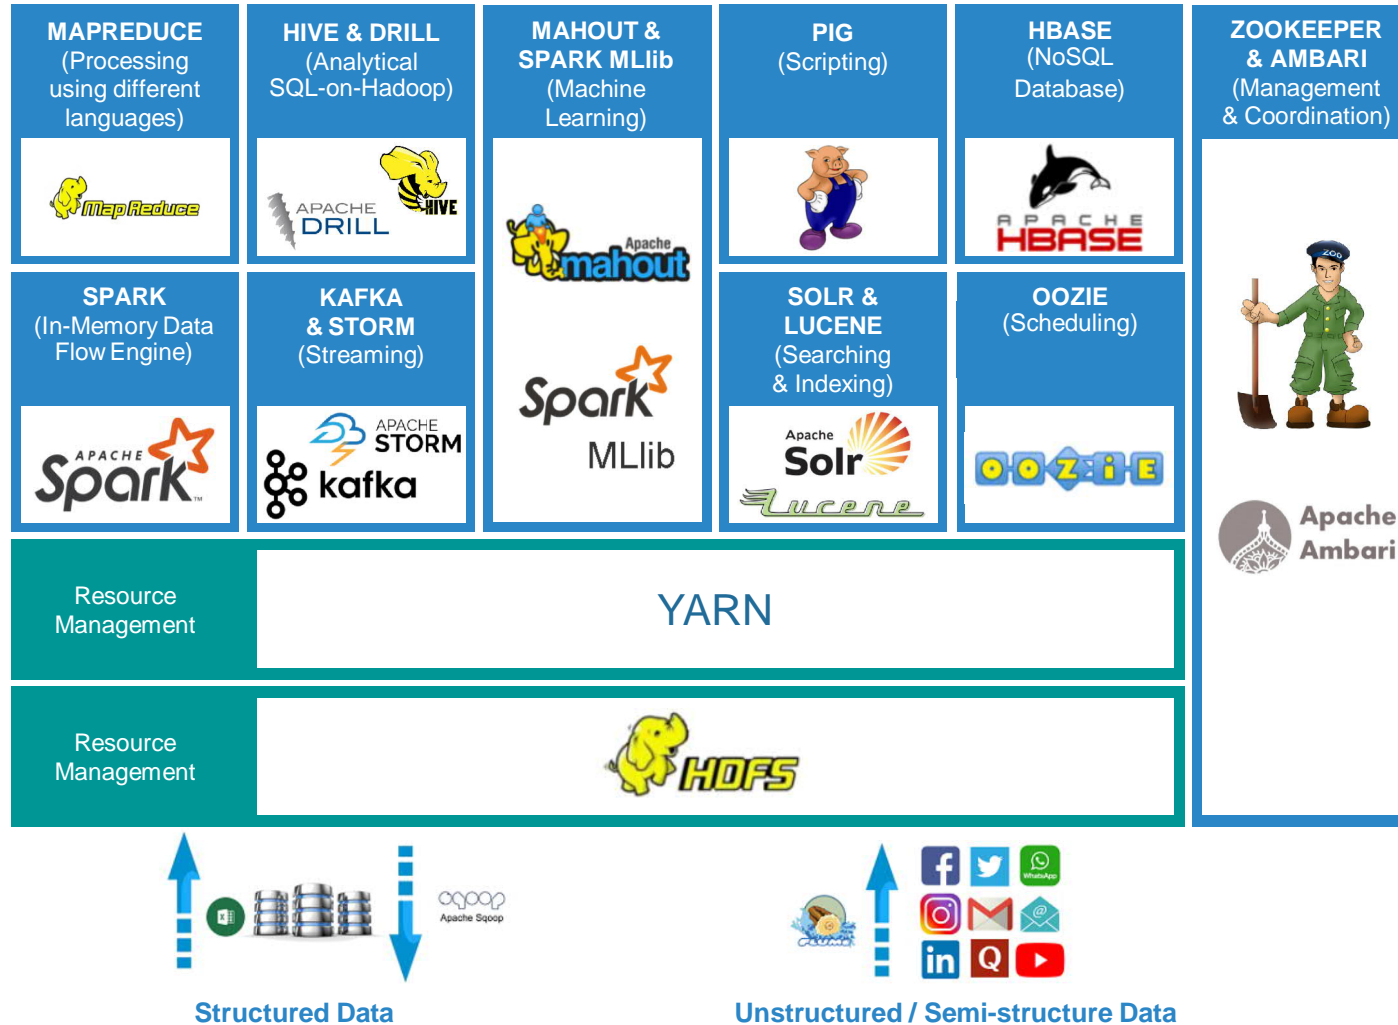 MAPREDUCE
(Processing
using different
languages)
Map Reduce
HIVE & DRILL
(Analytical
SQL-on-Hadoop)
APACHE
DRILL
HIVE
MAHOUT &
SPARK MLlib
(Machine
Learning)
Apache
mahout
Spark
MLlib
PIG
(Scripting)
HBASE
(NoSQL
Database)
APACHE
HBASE
ZOOKEEPER
& AMBARI
(Management
& Coordination)
ZOO
Apache
Ambari
SPARK
(In-Memory Data
Flow Engine)
APACHE
Spark
TM
KAFKA
& STORM
(Streaming)
APACHE
STORM
kafka
SOLR &
LUCENE
(Searching
& Indexing)
Apache
Solr
Lucene
OOZIE
(Scheduling)
OOZiE
Resource
Management
YARN
Resource
Management
HDFS
sqoop
Apache Sqoop
FLUME
f
WhatsApp
M
@
in
Q
Structured Data
Unstructured / Semi-structure Data